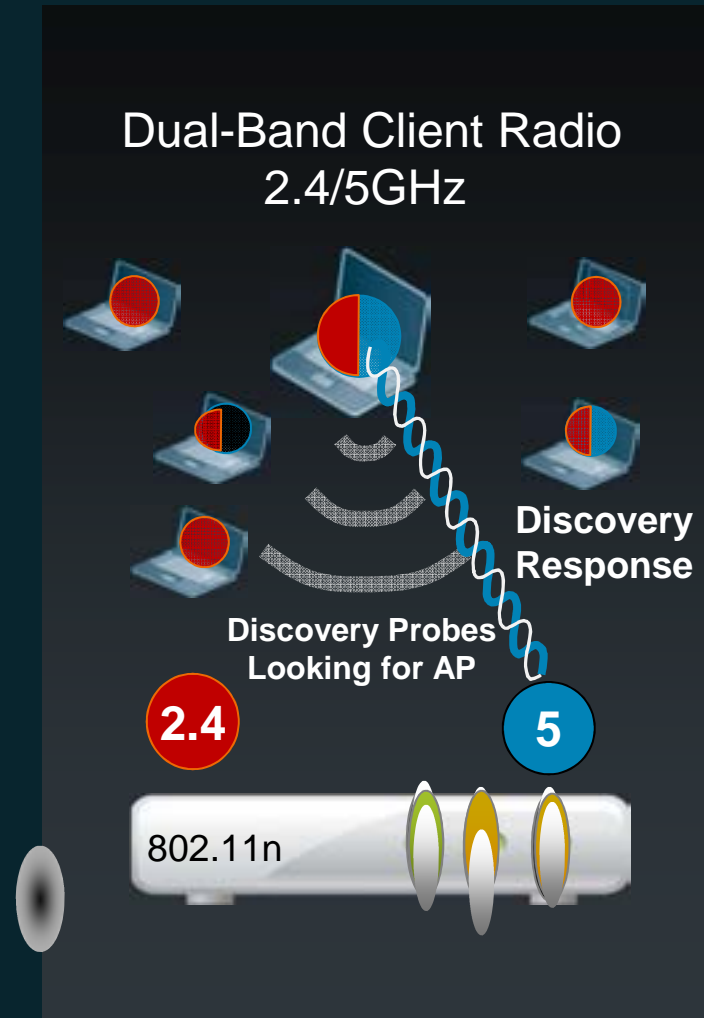 Dual-Band Client Radio
2.4/5GHz
Discovery
Response
Discovery Probes
Looking for AP
2.4
5
802.11n